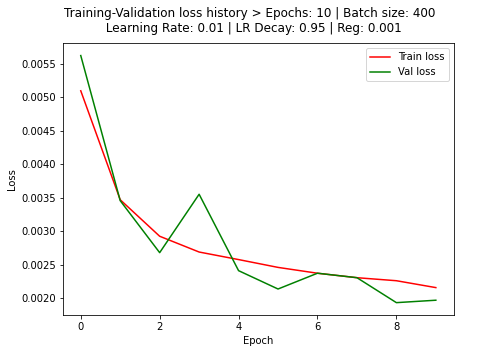 Training-Validation loss history > Epochs: 10 | Batch size: 400
Learning Rate: 0.01 | LR Decay: 0.95 | Reg: 0.001
Train loss
Val loss
0.0055
0.0050
0.0045
0.0040
0.0035
0.0030
0.0025
0.0020
Loss
0 2 4 6 8
Epoch